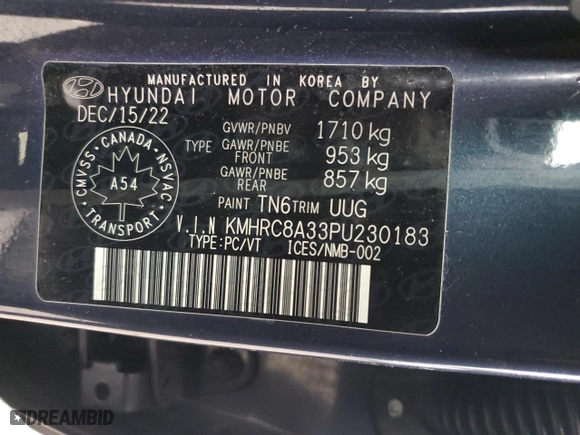 MANUFACTURED IN KOREA BY
HYUNDAI MOTOR COMPANY
DEC/15/22
GVWR/PNBV 1710 kg
TYPE GAWR/PNBE FRONT 953 kg
GAWR/PNBE REAR 857 kg
CANADA
CMVSS
NSVAC
A54
TRANSPORT
PAINT TN6 TRIM UUG
V.I.N KMHRC8A33PU230183
TYPE:PC/VT ICES/NMB-002
DREAMBID